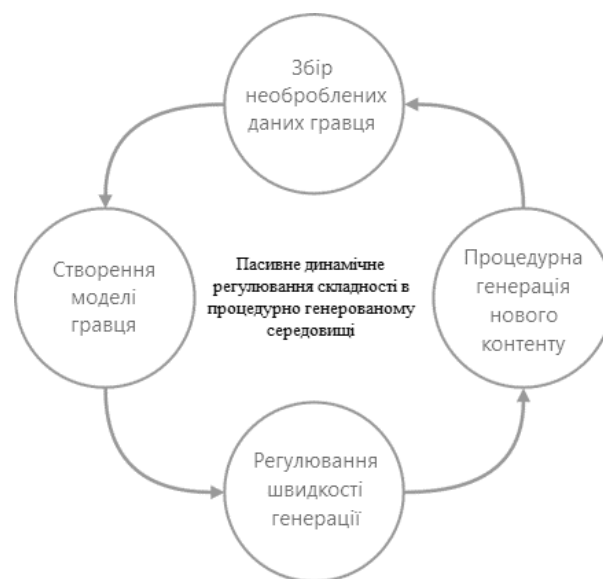 Збір
необроблених
даних гравця
Створення
моделі
гравця
Пасивне динамічне
регулювання складності в
процедурно генерованому
середовищі
Процедурна
генерація
нового
контенту
Регулювання
швидкості
генерації